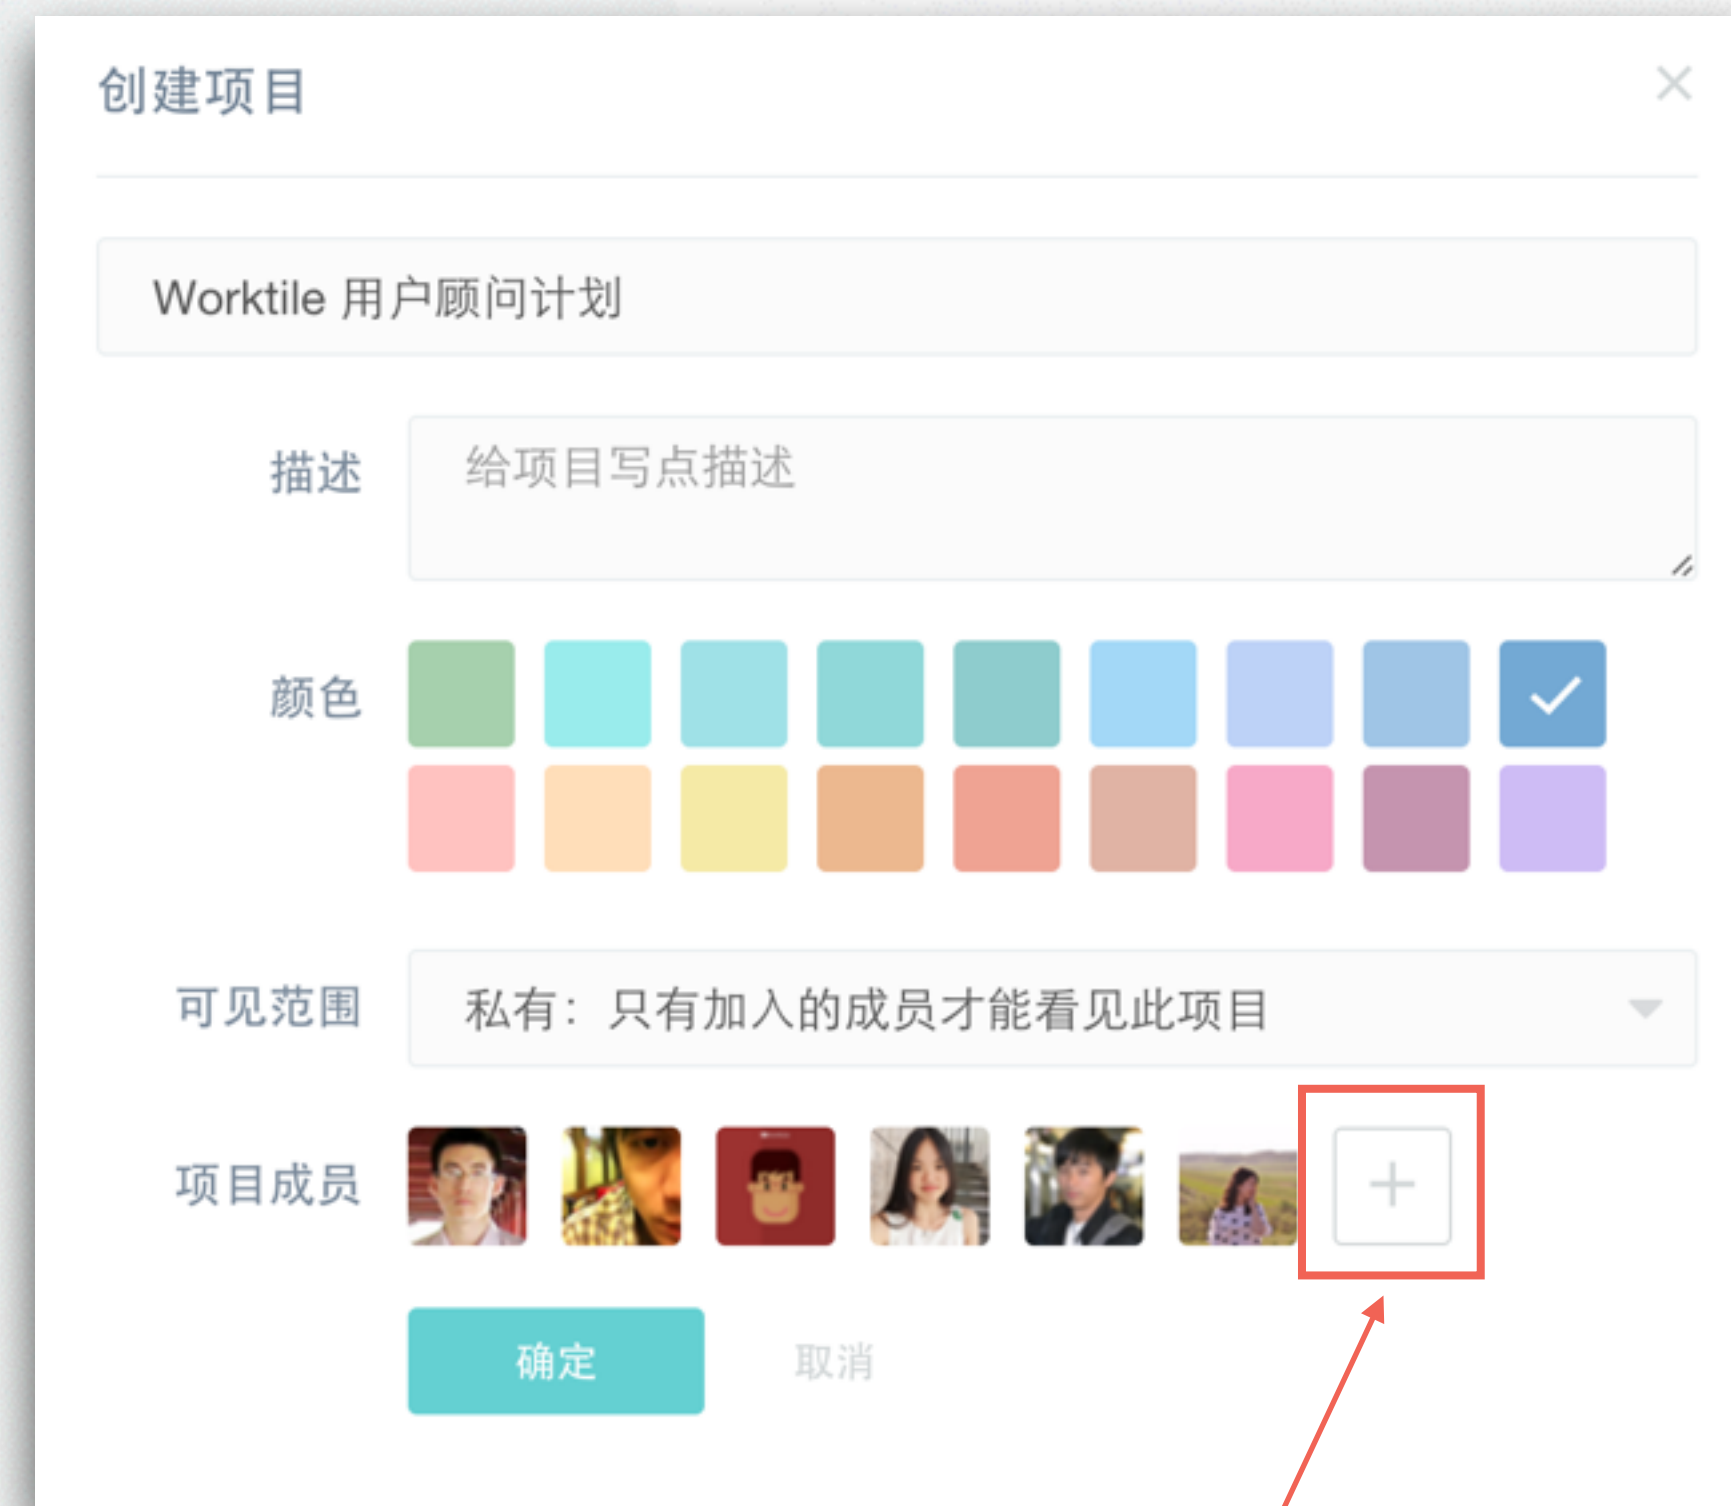 创建项目
Worktile 用户顾问计划
描述
给项目写点描述
颜色
可见范围
私有：只有加入的成员才能看见此项目
项目成员
确定
取消